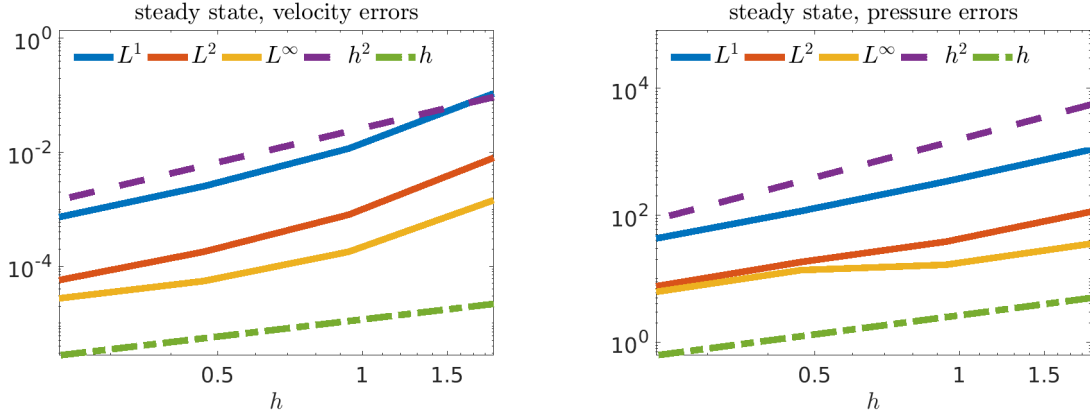 steady state, velocity errors
10^0
L^1 L^2 L^∞ h^2 h
10^-2
10^-4
0.5 1 1.5
h
steady state, pressure errors
L^1 L^2 L^∞ h^2 h
10^4
10^2
10^0
0.5 1 1.5
h